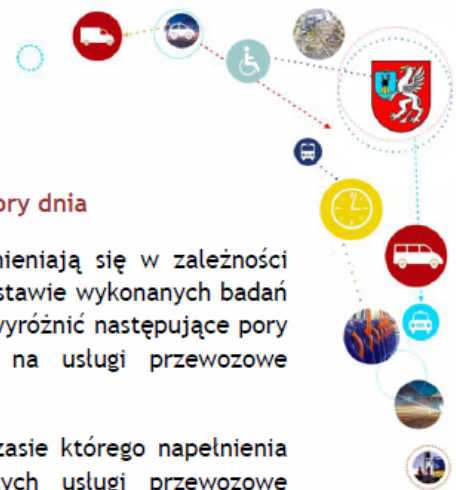 ory dnia
nieniają się w zależności
stawie wykonanych badań
wyróżnić następujące pory
na usługi przewozowe
zasie którego napełnienia
ych usługi przewozowe